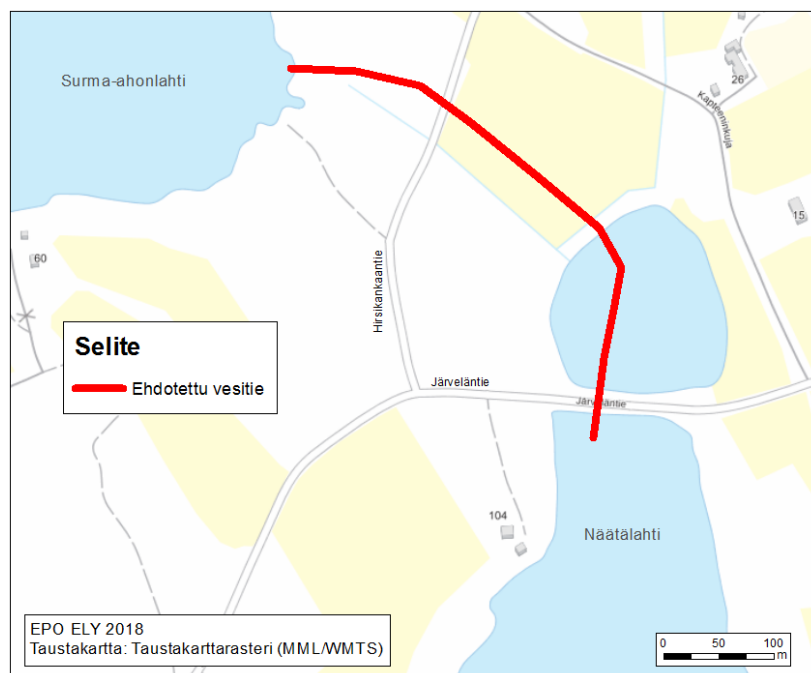 Surma-ahonlahti
26
Kapteeninkuja
15
60
Hirsikankaantie
Selite
Ehdotettu vesitie
Järveläntie
Järveläntie
104
Näätälahti
EPO ELY 2018
Taustakartta: Taustakarttarasteri (MML/WMTS)
0 50 100
m